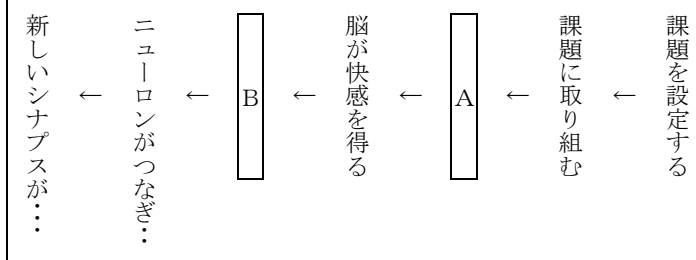 課題を設定する
←
課題に取り組む
←
A
←
脳が快感を得る
←
B
←
ニューロンがつなぎ・・
←
新しいシナプスが・・・